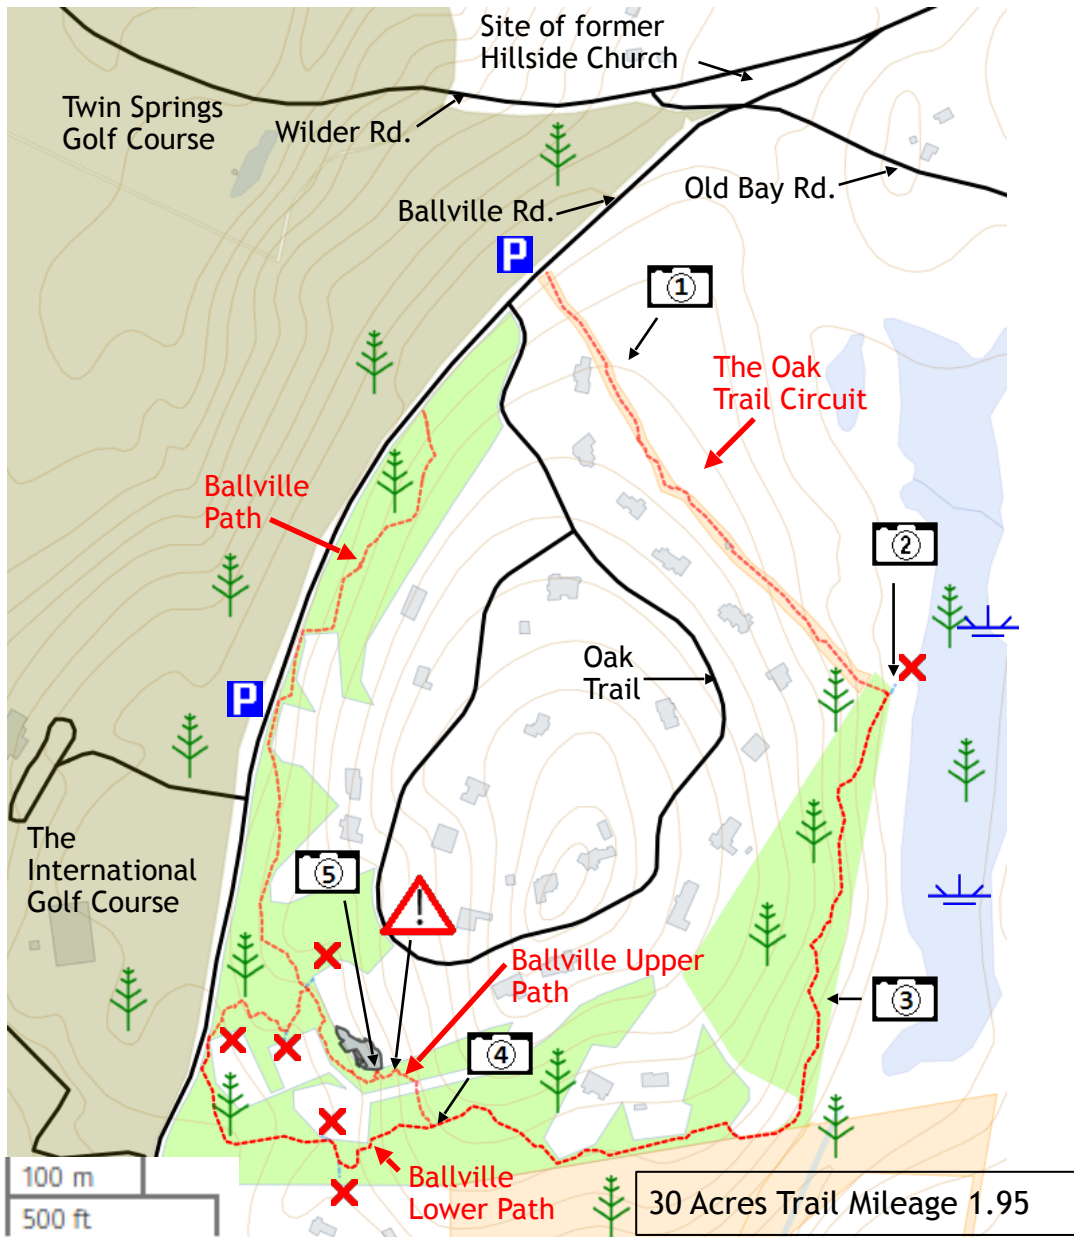 Site of former
Hillside Church
Twin Springs
Golf Course
Wilder Rd.
Old Bay Rd.
Ballville Rd.
P
1
The Oak
Trail Circuit
Ballville
Path
2
Oak
Trail
P
The
International
Golf Course
5
!
Ballville Upper
Path
3
4
Ballville
Lower Path
100 m
500 ft
30 Acres Trail Mileage 1.95